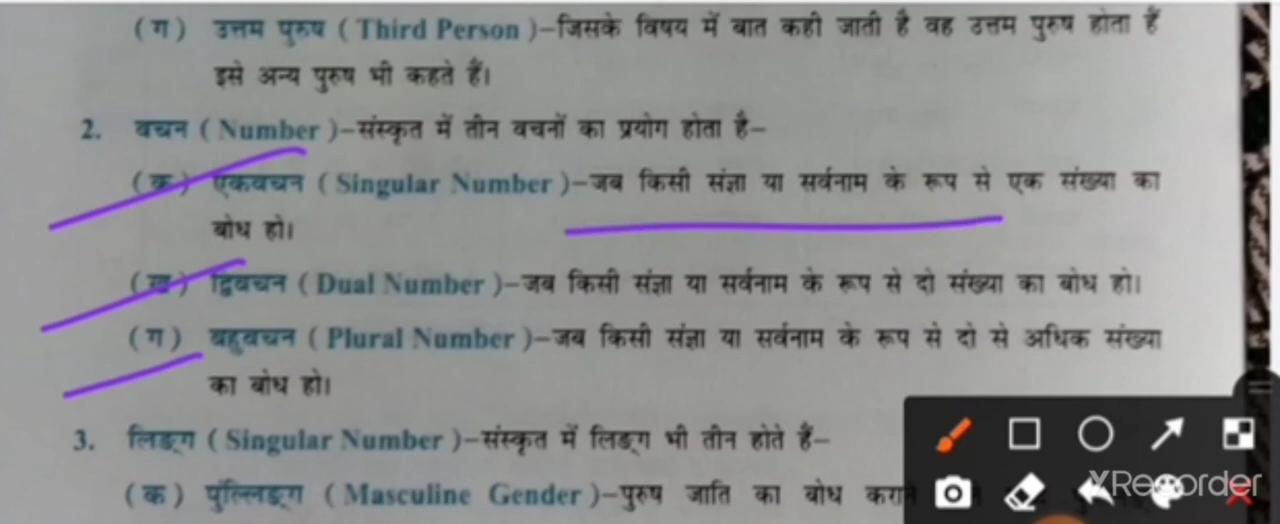 (ग) उत्तम पुरुष (Third Person)–जिसके विषय में बात कही जाती है वह उत्तम पुरुष होता हैं
इसे अन्य पुरुष भी कहते हैं।
2. वचन (Number)–संस्कृत में तीन वचनों का प्रयोग होता है–
(क) एकवचन (Singular Number)–जब किसी संज्ञा या सर्वनाम के रूप से एक संख्या का
बोध हो।
(ख) द्विवचन (Dual Number)–जब किसी संज्ञा या सर्वनाम के रूप से दो संख्या का बोध हो।
(ग) बहुवचन (Plural Number)–जब किसी संज्ञा या सर्वनाम के रूप से दो से अधिक संख्या
का बोध हो।
3. लिङ्ग (Singular Number)–संस्कृत में लिङ्ग भी तीन होते हैं–
(क) पुंल्लिङ्ग (Masculine Gender)–पुरुष जाति का बोध
XRecorder